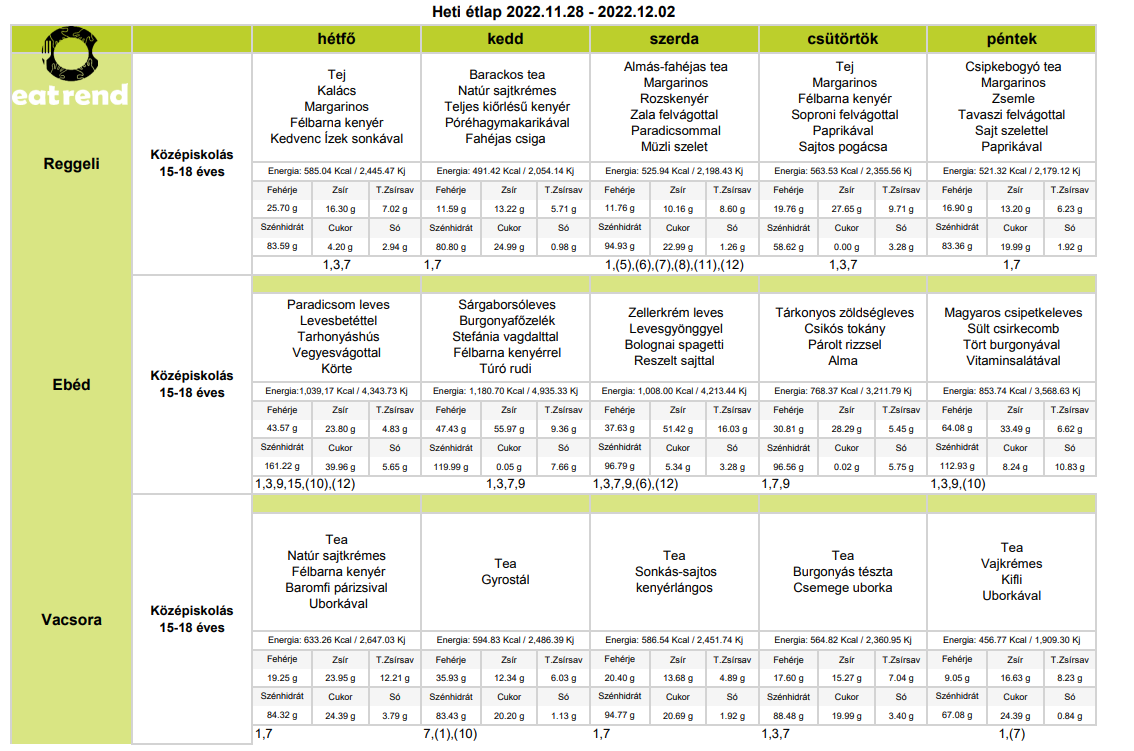 Heti étlap 2022.11.28 - 2022.12.02
eatrend
hétfő kedd szerda csütörtök péntek
Reggeli
Középiskolás
15-18 éves
Tej
Kalács
Margarinos
Félbarna kenyér
Kedvenc Ízek sonkával
Barackos tea
Natúr sajtkrémes
Teljes kiőrlésű kenyér
Póréhagymakarikával
Fahéjas csiga
Almás-fahéjas tea
Margarinos
Rozskenyér
Zala felvágottal
Paradicsommal
Müzli szelet
Tej
Margarinos
Félbarna kenyér
Soproni felvágottal
Paprikával
Sajtos pogácsa
Csipkebogyó tea
Margarinos
Zsemle
Tavaszi felvágottal
Sajt szelettel
Paprikával
Energia: 585.04 Kcal / 2,445.47 Kj Energia: 491.42 Kcal / 2,054.14 Kj Energia: 525.94 Kcal / 2,198.43 Kj Energia: 563.53 Kcal / 2,355.56 Kj Energia: 521.32 Kcal / 2,179.12 Kj
Fehérje Zsír T.Zsírsav Fehérje Zsír T.Zsírsav Fehérje Zsír T.Zsírsav Fehérje Zsír T.Zsírsav Fehérje Zsír T.Zsírsav
25.70 g 16.30 g 7.02 g 11.59 g 13.22 g 5.71 g 11.76 g 10.16 g 8.60 g 19.76 g 27.65 g 9.71 g 16.90 g 13.20 g 6.23 g
Szénhidrát Cukor Só Szénhidrát Cukor Só Szénhidrát Cukor Só Szénhidrát Cukor Só Szénhidrát Cukor Só
83.59 g 4.20 g 2.94 g 80.80 g 24.99 g 0.98 g 94.93 g 22.99 g 1.26 g 58.62 g 0.00 g 3.28 g 83.36 g 19.99 g 1.92 g
1,3,7 1,7 1,(5),(6),(7),(8),(11),(12) 1,3,7 1,7
Ebéd
Középiskolás
15-18 éves
Paradicsom leves
Levesbetéttel
Tarhonyáshús
Vegyesvágottal
Körte
Sárgaborsóleves
Burgonyafőzelék
Stefánia vagdalttal
Félbarna kenyérrel
Túró rudi
Zellerkrém leves
Levesgyönggyel
Bolognai spagetti
Reszelt sajttal
Tárkonyos zöldségleves
Csikós tokány
Párolt rizzsel
Alma
Magyaros csipetkeleves
Sült csirkecomb
Tört burgonyával
Vitaminsalátával
Energia:1,039,17 Kcal / 4,343.73 Kj Energia: 1,180.70 Kcal / 4,935.33 Kj Energia: 1,008.00 Kcal / 4,213.44 Kj Energia: 768.37 Kcal / 3,211.79 Kj Energia: 853.74 Kcal / 3,568.63 Kj
Fehérje Zsír T.Zsírsav Fehérje Zsír T.Zsírsav Fehérje Zsír T.Zsírsav Fehérje Zsír T.Zsírsav Fehérje Zsír T.Zsírsav
43.57 g 23.80 g 4.83 g 47.43 g 55.97 g 9.36 g 37.63 g 51.42 g 16.03 g 30.81 g 28.29 g 5.45 g 64.08 g 33.49 g 6.62 g
Szénhidrát Cukor Só Szénhidrát Cukor Só Szénhidrát Cukor Só Szénhidrát Cukor Só Szénhidrát Cukor Só
161.22 g 39.96 g 5.65 g 119.99 g 0.05 g 7.66 g 96.79 g 5.34 g 3.28 g 96.56 g 0.02 g 5.75 g 112.93 g 8.24 g 10.83 g
1,3,9,15,(10),(12) 1,3,7,9 1,3,7,9,(6),(12) 1,7,9 1,3,9,(10)
Vacsora
Középiskolás
15-18 éves
Tea
Natúr sajtkrémes
Félbarna kenyér
Baromfi párizsival
Uborkával
Tea
Gyrostál
Tea
Sonkás-sajtos
kenyérlángos
Tea
Burgonyás tészta
Csemege uborka
Tea
Vajkrémes
Kifli
Uborkával
Energia: 633.26 Kcal / 2,647.03 Kj Energia: 594.83 Kcal / 2,486.39 Kj Energia: 586.54 Kcal / 2,451.74 Kj Energia: 564.82 Kcal / 2,360.95 Kj Energia: 456.77 Kcal / 1,909.30 Kj
Fehérje Zsír T.Zsírsav Fehérje Zsír T.Zsírsav Fehérje Zsír T.Zsírsav Fehérje Zsír T.Zsírsav Fehérje Zsír T.Zsírsav
19.25 g 23.95 g 12.21 g 35.93 g 12.34 g 6.03 g 20.40 g 13.68 g 4.89 g 17.60 g 15.27 g 7.04 g 9.05 g 16.63 g 8.23 g
Szénhidrát Cukor Só Szénhidrát Cukor Só Szénhidrát Cukor Só Szénhidrát Cukor Só Szénhidrát Cukor Só
84.32 g 24.39 g 3.79 g 83.43 g 20.20 g 1.13 g 94.77 g 20.69 g 1.92 g 88.48 g 19.99 g 3.40 g 67.08 g 24.39 g 0.84 g
1,7 7,(1),(10) 1,7 1,3,7 1,(7)